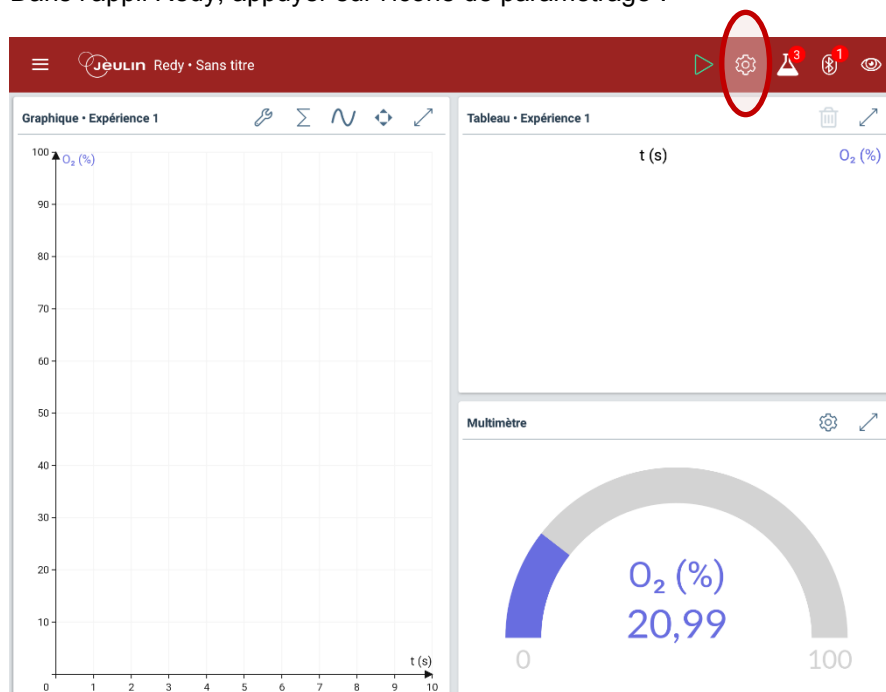 Dans l'appli Redy, appuyer sur l'icône de paramétrage :
Jeulin Redy • Sans titre
3
1
Graphique • Expérience 1
Tableau • Expérience 1
t (s)
O₂ (%)
100
O₂ (%)
90
80
70
60
50
40
30
20
10
t (s)
0
1
2
3
4
5
6
7
8
9
10
Multimètre
O₂ (%)
20,99
0
100